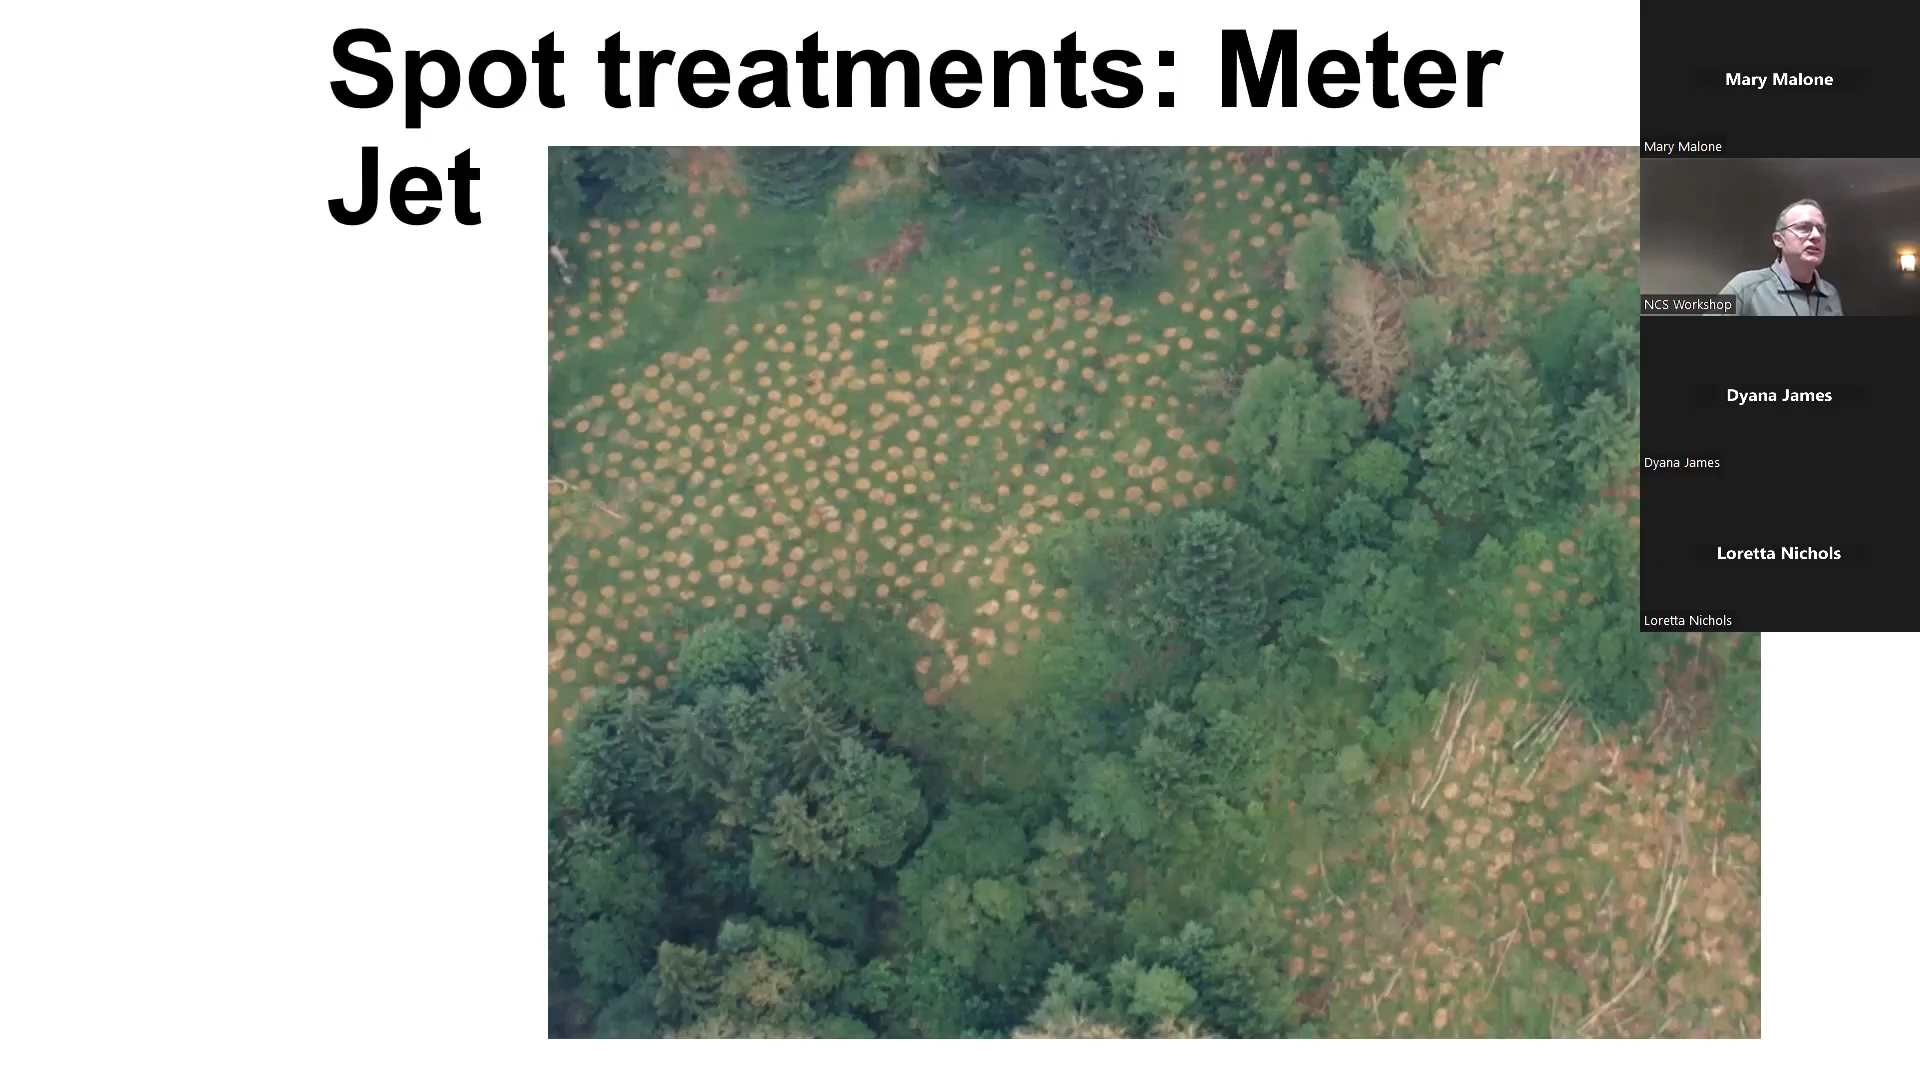 Spot treatments: Meter
Jet
Mary Malone
Mary Malone
NCS Workshop
Dyana James
Dyana James
Loretta Nichols
Loretta Nichols